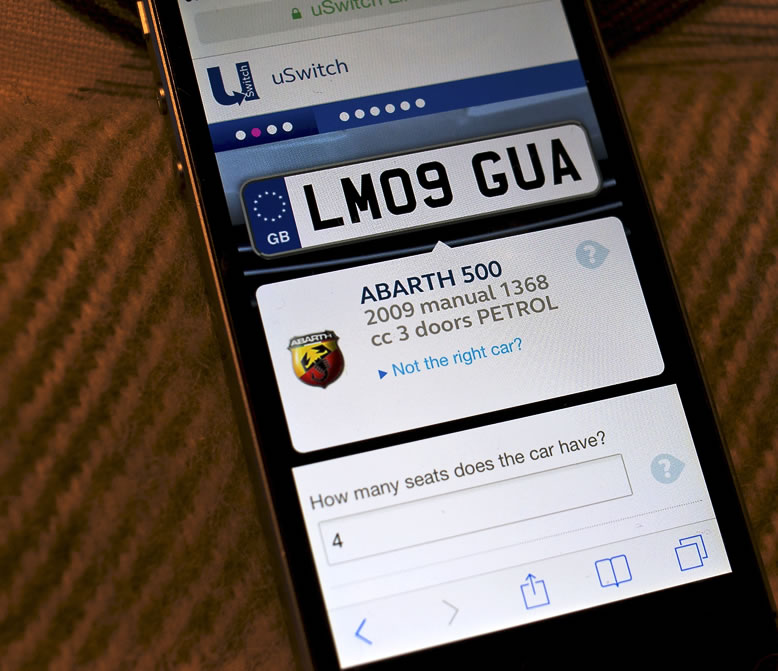 uSwitch
uSwitch
uSwitch
LM09 GUA
GB
ABARTH 500
2009 manual 1368
cc 3 doors PETROL
ABARTH
Not the right car?
How many seats does the car have?
4